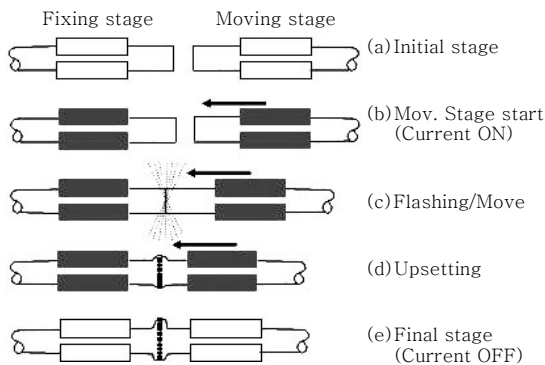 Fixing stage
Moving stage
(a)Initial stage
(b)Mov. Stage start
(Current ON)
(c)Flashing/Move
(d)Upsetting
(e)Final stage
(Current OFF)